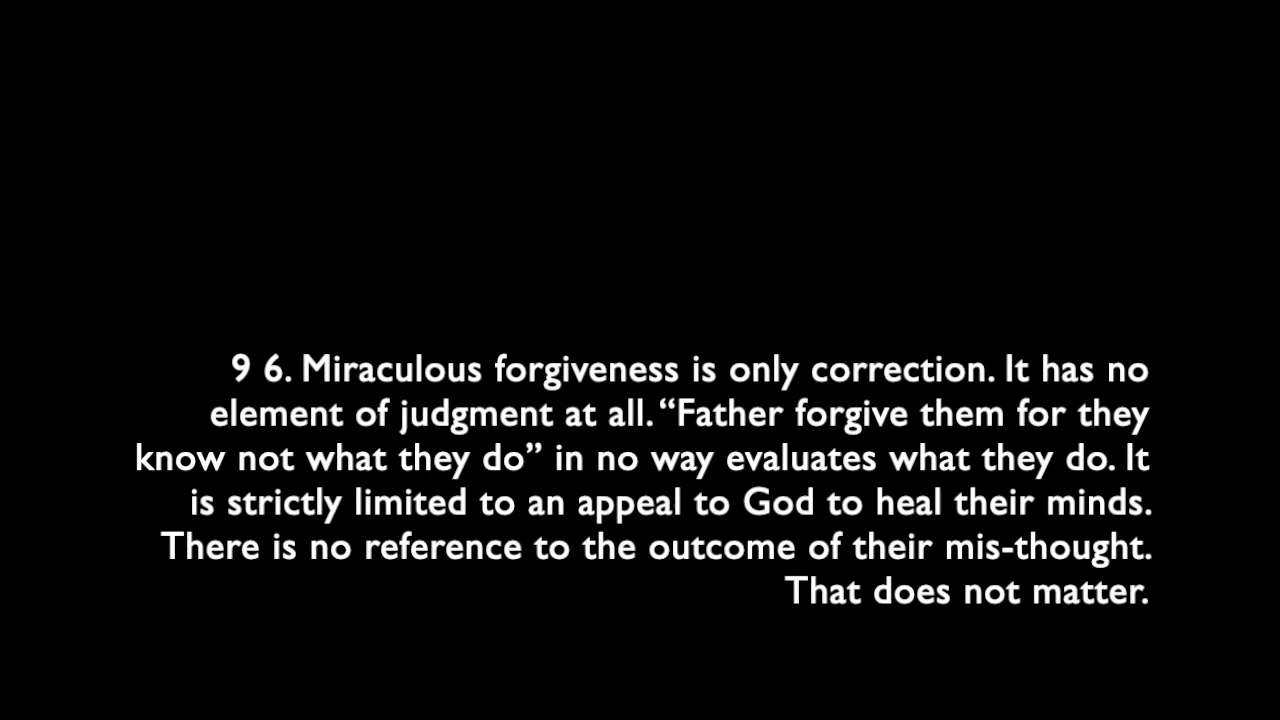 9 6. Miraculous forgiveness is only correction. It has no
element of judgment at all. “Father forgive them for they
know not what they do” in no way evaluates what they do. It
is strictly limited to an appeal to God to heal their minds.
There is no reference to the outcome of their mis-thought.
That does not matter.